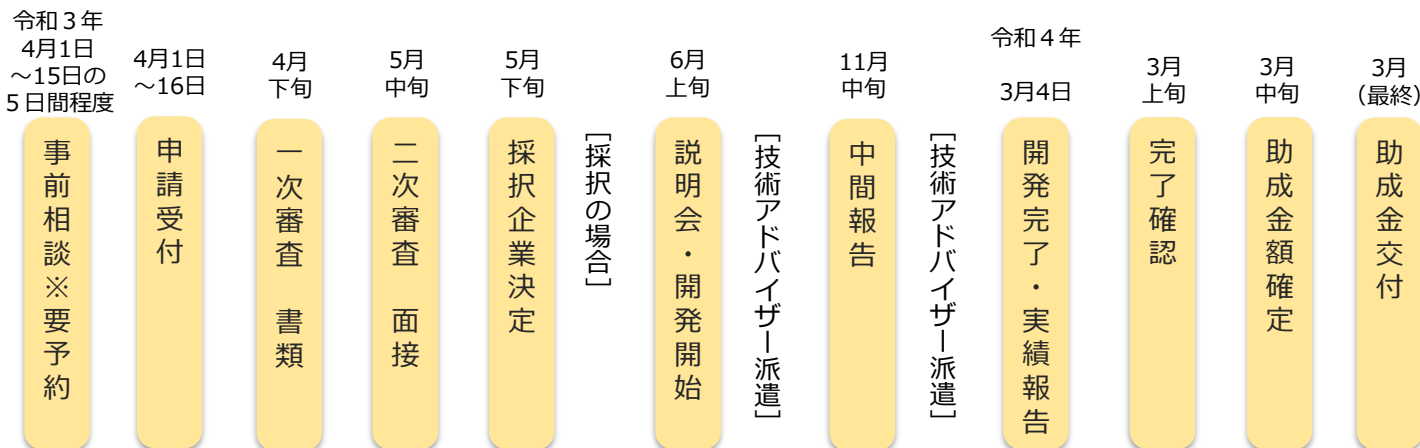 令和３年
4月1日
～15日の
５日間程度
事前相談※要予約
4月1日
～16日
申請受付
4月
下旬
一次審査　書類
5月
中旬
二次審査　面接
5月
下旬
採択企業決定
［採択の場合］
6月
上旬
説明会・開発開始
［技術アドバイザー派遣］
11月
中旬
中間報告
［技術アドバイザー派遣］
令和４年
3月4日
開発完了・実績報告
3月
上旬
完了確認
3月
中旬
助成金額確定
3月
（最終）
助成金交付